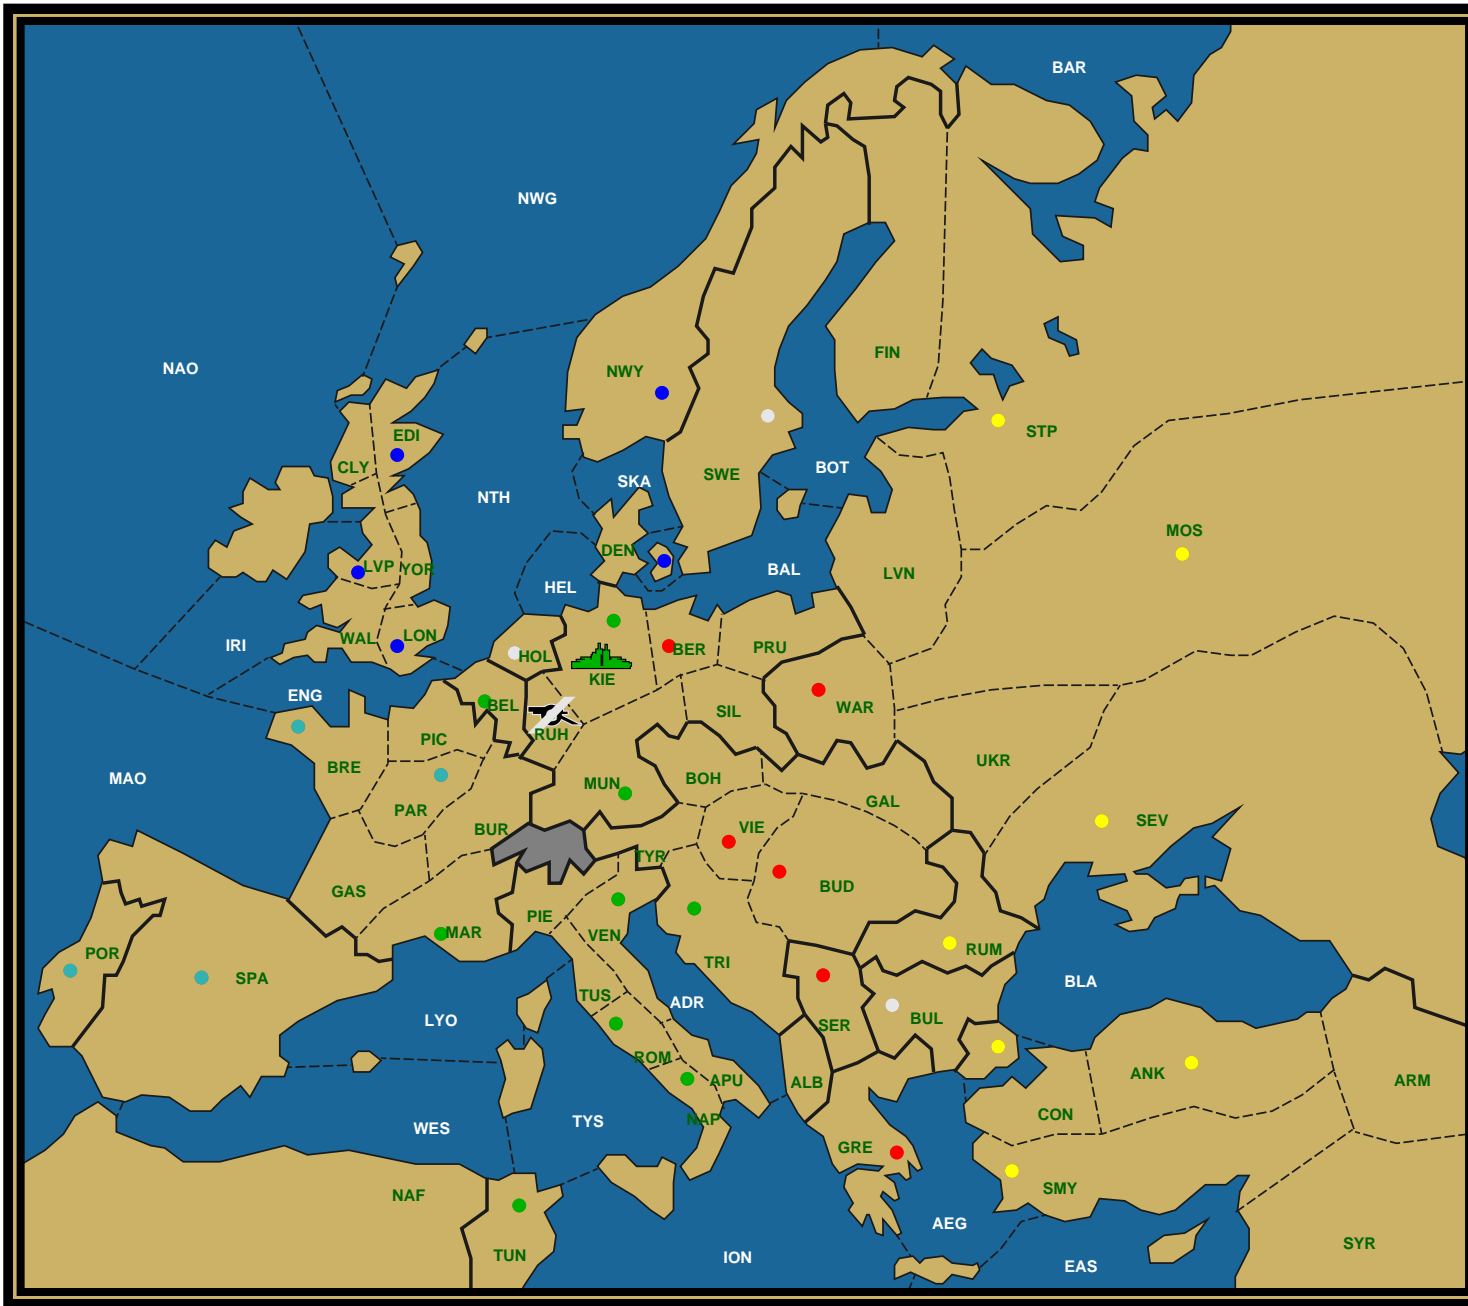 BAR
NWG
NAO
FIN
NWY
STP
EDI
CLY
SKA
BOT
SWE
NTH
MOS
DEN
LVP
YOR
BAL
LVN
HEL
WAL
LON
IRI
HOL
BER
PRU
KIE
ENG
BEL
SIL
WAR
RUH
PIC
UKR
BRE
MAO
MUN
BOH
PAR
GAL
SEV
BUR
VIE
TYR
BUD
GAS
PIE
MAR
VEN
RUM
POR
TRI
SPA
BLA
TUS
ADR
LYO
BUL
SER
ROM
ANK
APU
ALB
ARM
CON
NAP
TYS
WES
GRE
SMY
NAF
AEG
SYR
TUN
ION
EAS